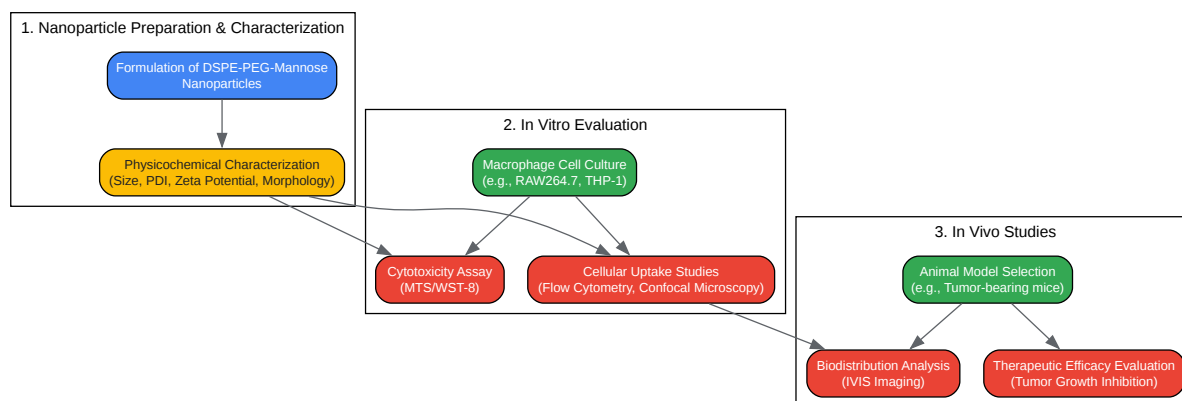 1. Nanoparticle Preparation & Characterization
Formulation of DSPE-PEG-Mannose
Nanoparticles
Physicochemical Characterization
(Size, PDI, Zeta Potential, Morphology)
2. In Vitro Evaluation
Macrophage Cell Culture
(e.g., RAW264.7, THP-1)
Cytotoxicity Assay
(MTS/WST-8)
Cellular Uptake Studies
(Flow Cytometry, Confocal Microscopy)
3. In Vivo Studies
Animal Model Selection
(e.g., Tumor-bearing mice)
Biodistribution Analysis
(IVIS Imaging)
Therapeutic Efficacy Evaluation
(Tumor Growth Inhibition)